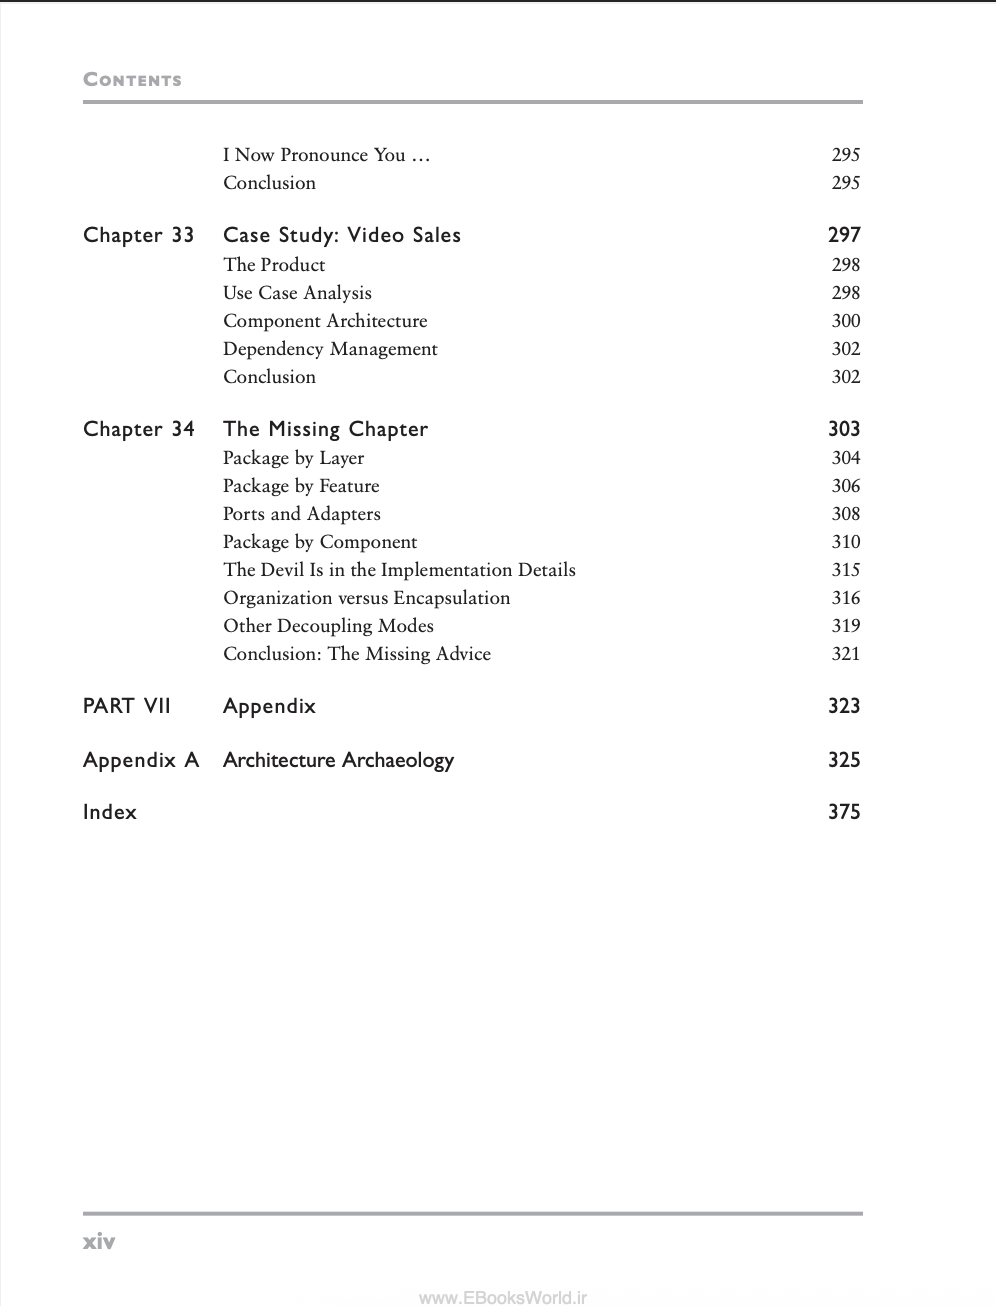 CONTENTS
I Now Pronounce You … 295
Conclusion 295
Chapter 33 Case Study: Video Sales 297
The Product 298
Use Case Analysis 298
Component Architecture 300
Dependency Management 302
Conclusion 302
Chapter 34 The Missing Chapter 303
Package by Layer 304
Package by Feature 306
Ports and Adapters 308
Package by Component 310
The Devil Is in the Implementation Details 315
Organization versus Encapsulation 316
Other Decoupling Modes 319
Conclusion: The Missing Advice 321
PART VII Appendix 323
Appendix A Architecture Archaeology 325
Index 375
xiv
www.EBooksWorld.ir